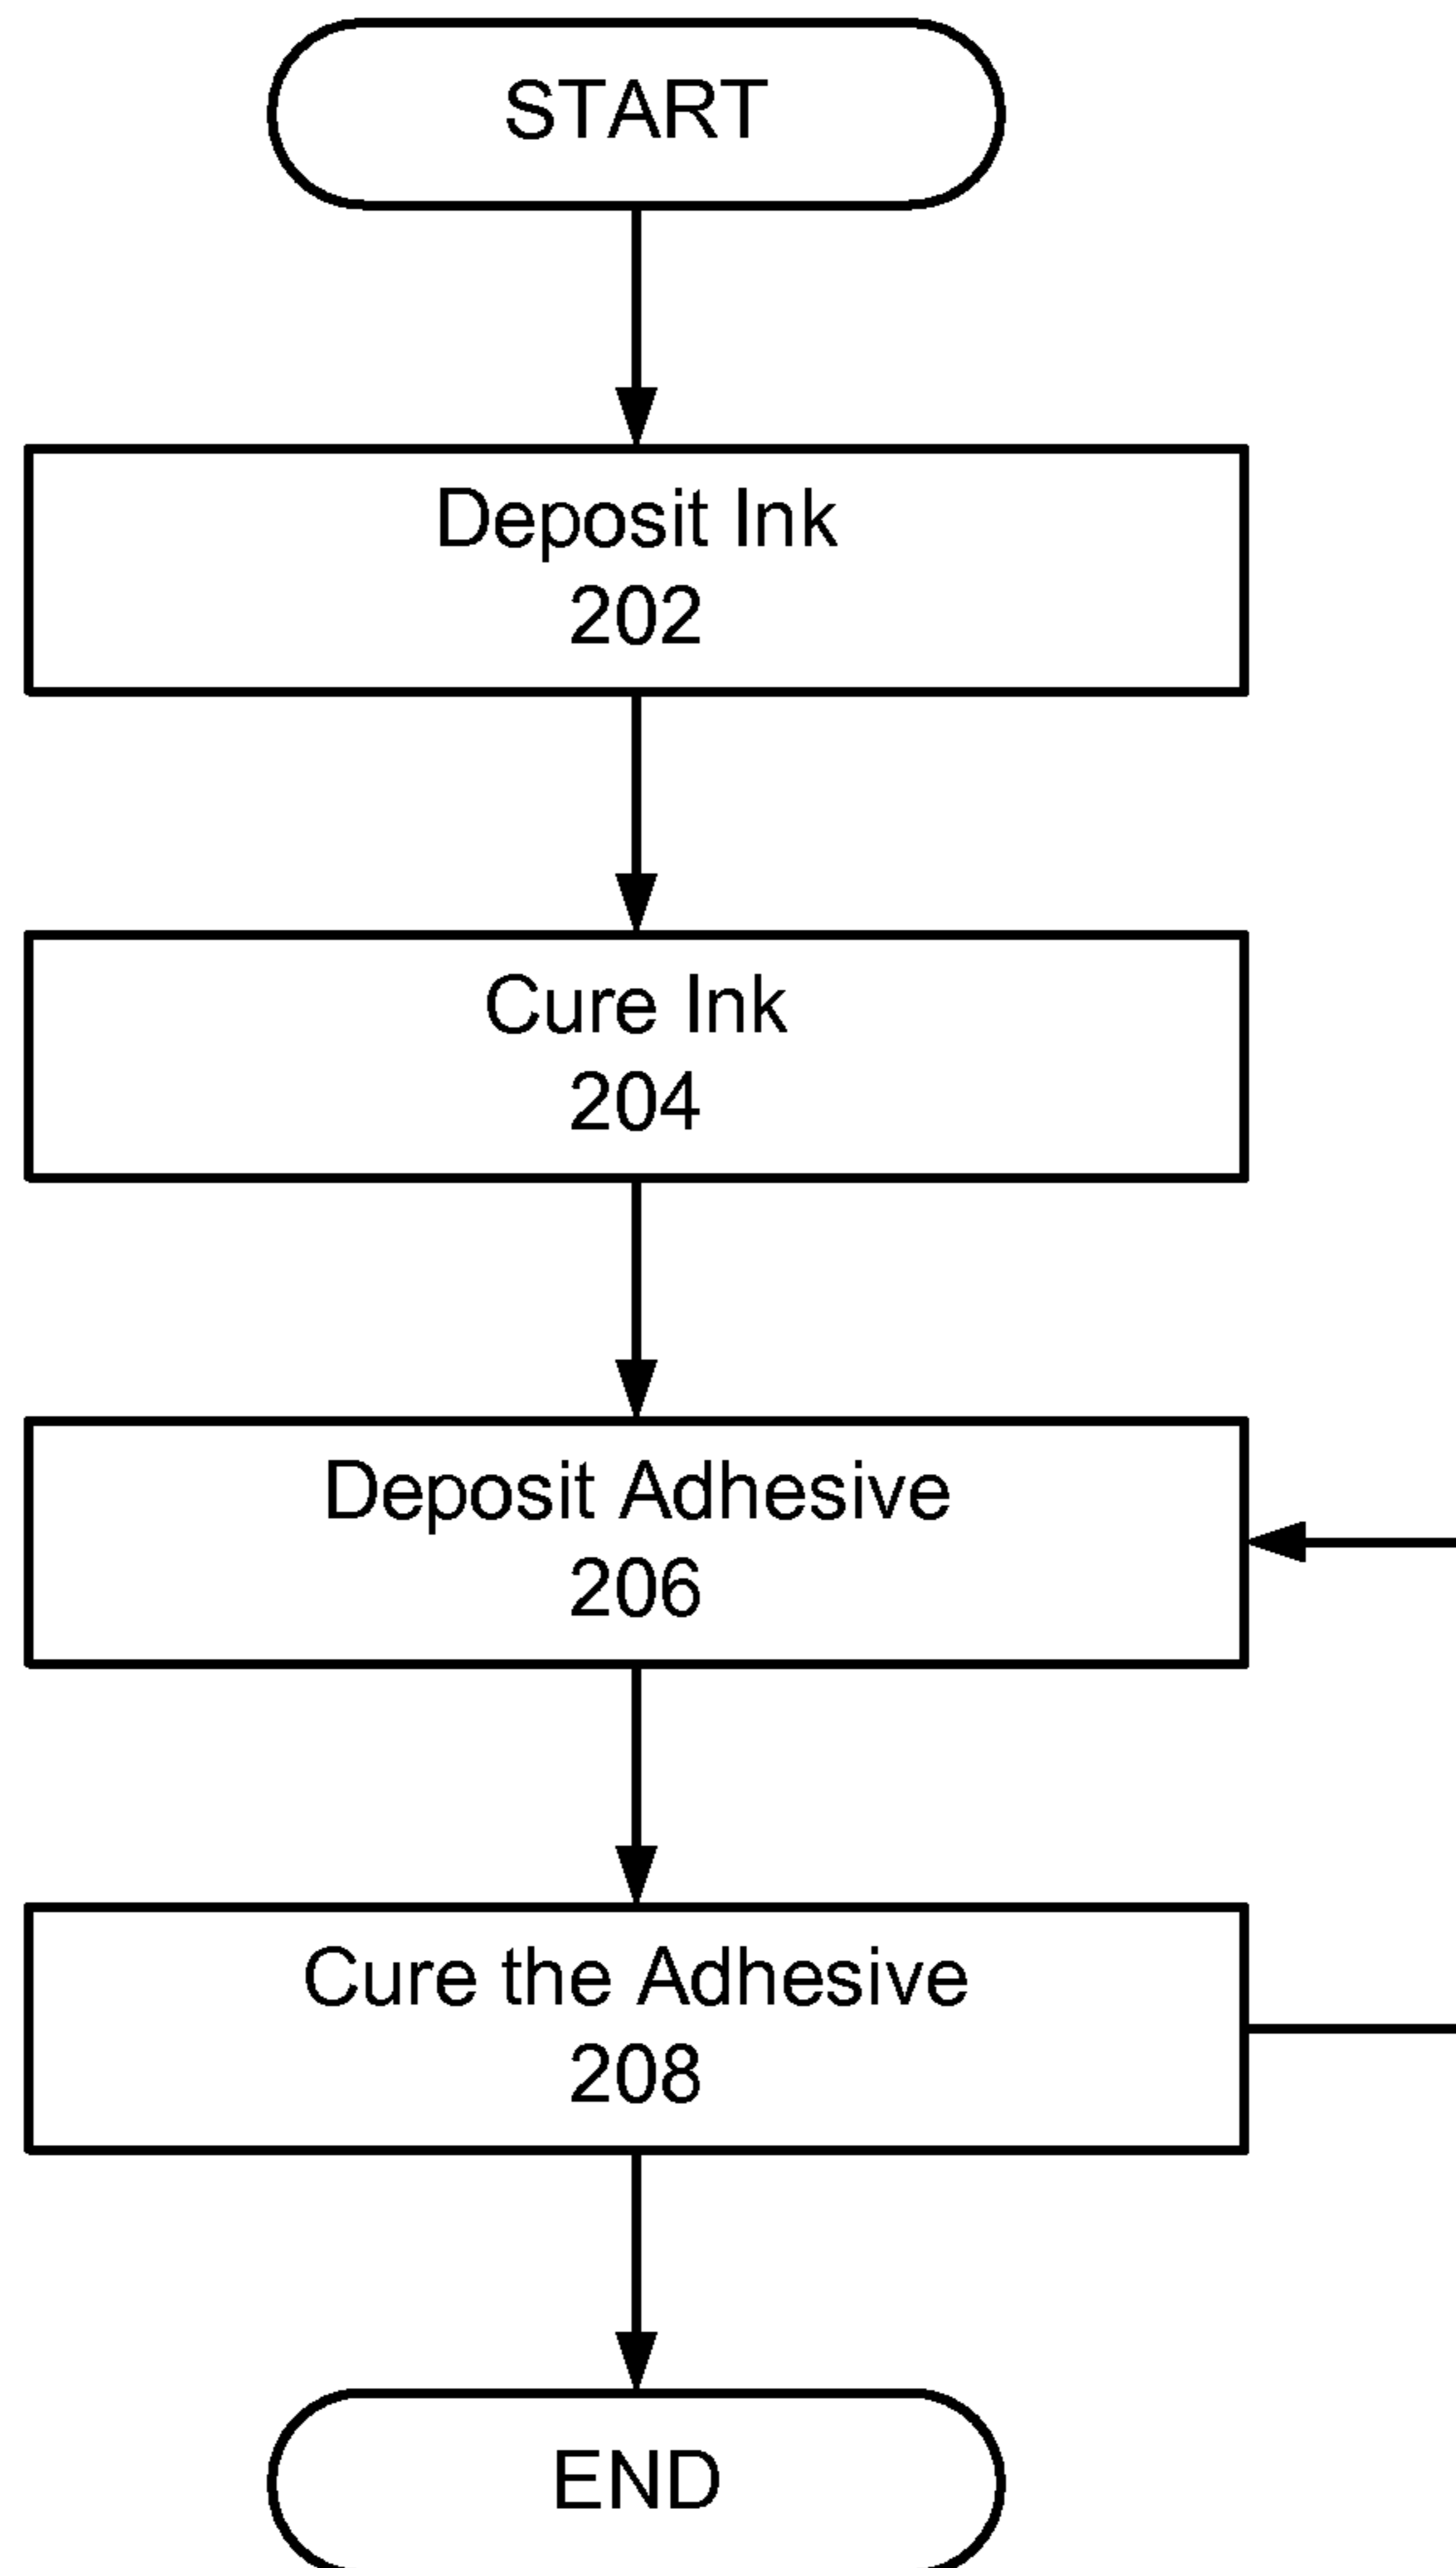 START
Deposit Ink
202
Cure Ink
204
Deposit Adhesive
206
Cure the Adhesive
208
END